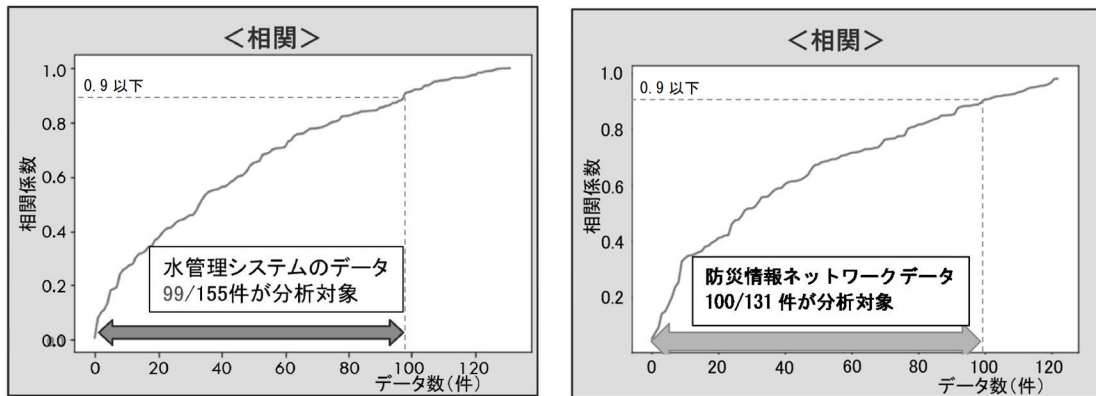 <相関>
1.0
0.9 以下
0.8
0.6
0.4
0.2
0.0
相関係数
水管理システムのデータ
99/155件が分析対象
0 20 40 60 80 100 120
データ数(件)
<相関>
1.0
0.9 以下
0.8
0.6
0.4
0.2
相関係数
防災情報ネットワークデータ
100/131 件が分析対象
0 20 40 60 80 100 120
データ数(件)